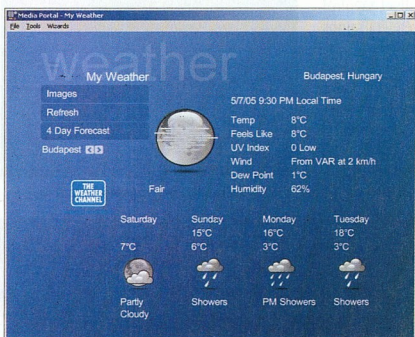 Media Portal - My Weather
File Tools Wizards
weather
My Weather
Budapest, Hungary
Images
Refresh
4 Day Forecast
Budapest
5/7/05 9:30 PM Local Time
Temp 8°C
Feels Like 8°C
UV Index 0 Low
Wind From VAR at 2 km/h
Dew Point 1°C
Humidity 62%
THE
WEATHER
CHANNEL
Fair
Saturday Sunday Monday Tuesday
15°C 16°C 18°C
7°C 6°C 3°C 3°C
Partly Showers PM Showers Showers
Cloudy